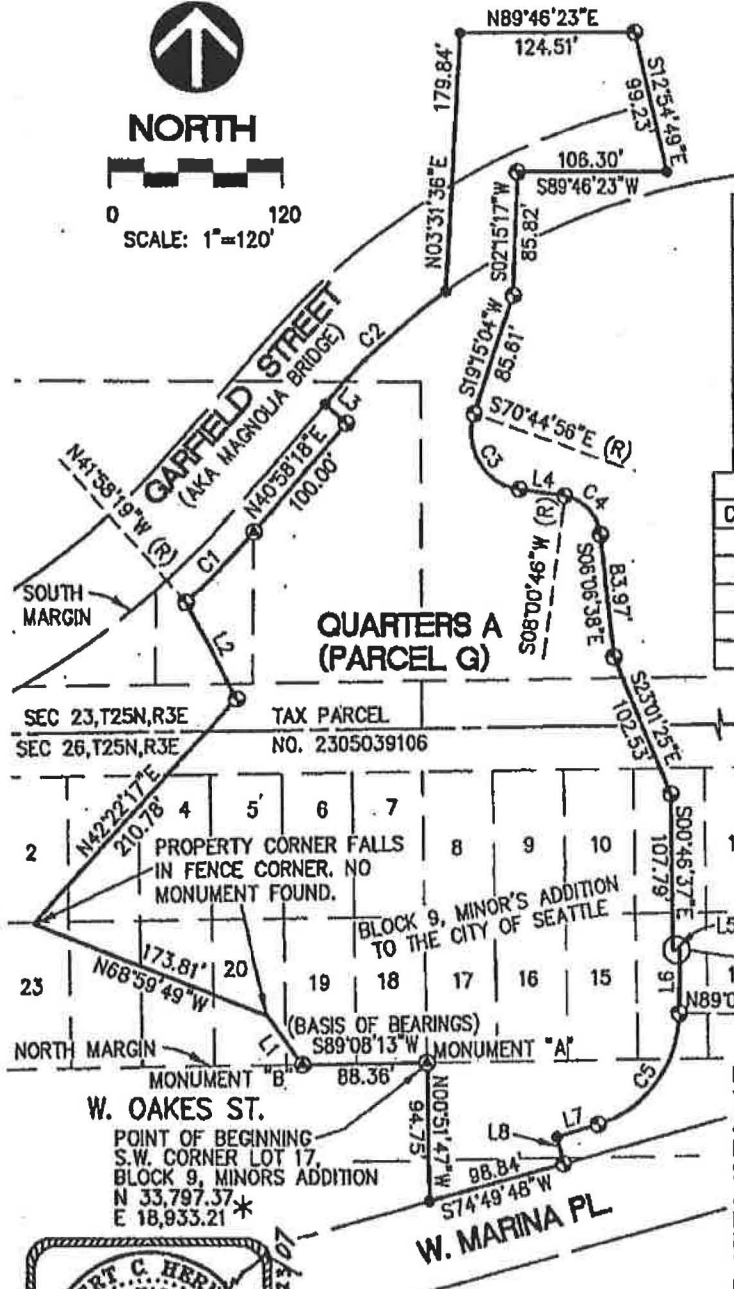 N89°46'23"E
124.51'
179.84'
N03°31'36"E
S12°54'49"E
99.23'
NORTH
0 120
SCALE: 1"=120'
106.30'
S89°46'23"W
S02°15'17"W
85.82'
GARFIELD STREET
(AKA MAGNOLIA BRIDGE)
C2
S19°15'04"W
85.61'
L3
S70°44'56"E (R)
N40°58'18"E
100.00'
N41°58'19"W (R)
C1
C3
L4
C4
S08°00'46"W (R)
S06°06'38"E
83.97'
SOUTH
MARGIN
L2
QUARTERS A
(PARCEL G)
S23°01'25"E
102.53'
SEC 23,T25N,R3E
TAX PARCEL
SEC 26,T25N,R3E
NO. 2305039106
N42°22'17"E
210.78'
2 4 5 6 7 8 9 10
PROPERTY CORNER FALLS
IN FENCE CORNER. NO
MONUMENT FOUND.
S00°46'37"E
107.79'
BLOCK 9, MINOR'S ADDITION
TO THE CITY OF SEATTLE
L5
L6
173.81'
N68°59'49"W
23 20 19 18 17 16 15
N89°0
(BASIS OF BEARINGS)
S89°08'13"W
88.36'
L1
NORTH MARGIN
MONUMENT "B"
MONUMENT "A"
C5
W. OAKES ST.
POINT OF BEGINNING
S.W. CORNER LOT 17,
BLOCK 9, MINORS ADDITION
N 33,797.37*
E 18,933.21
N00°51'47"W
94.75'
L8
L7
98.84'
S74°49'48"W
W. MARINA PL.
RT C. HER
/07